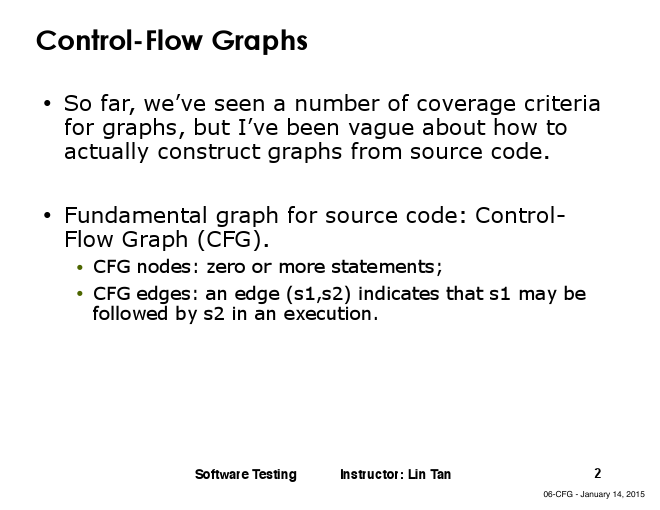 Control-Flow Graphs
• So far, we’ve seen a number of coverage criteria
for graphs, but I’ve been vague about how to
actually construct graphs from source code.
• Fundamental graph for source code: Control-
Flow Graph (CFG).
• CFG nodes: zero or more statements;
• CFG edges: an edge (s1,s2) indicates that s1 may be
followed by s2 in an execution.
Software Testing Instructor: Lin Tan 2
06-CFG - January 14, 2015